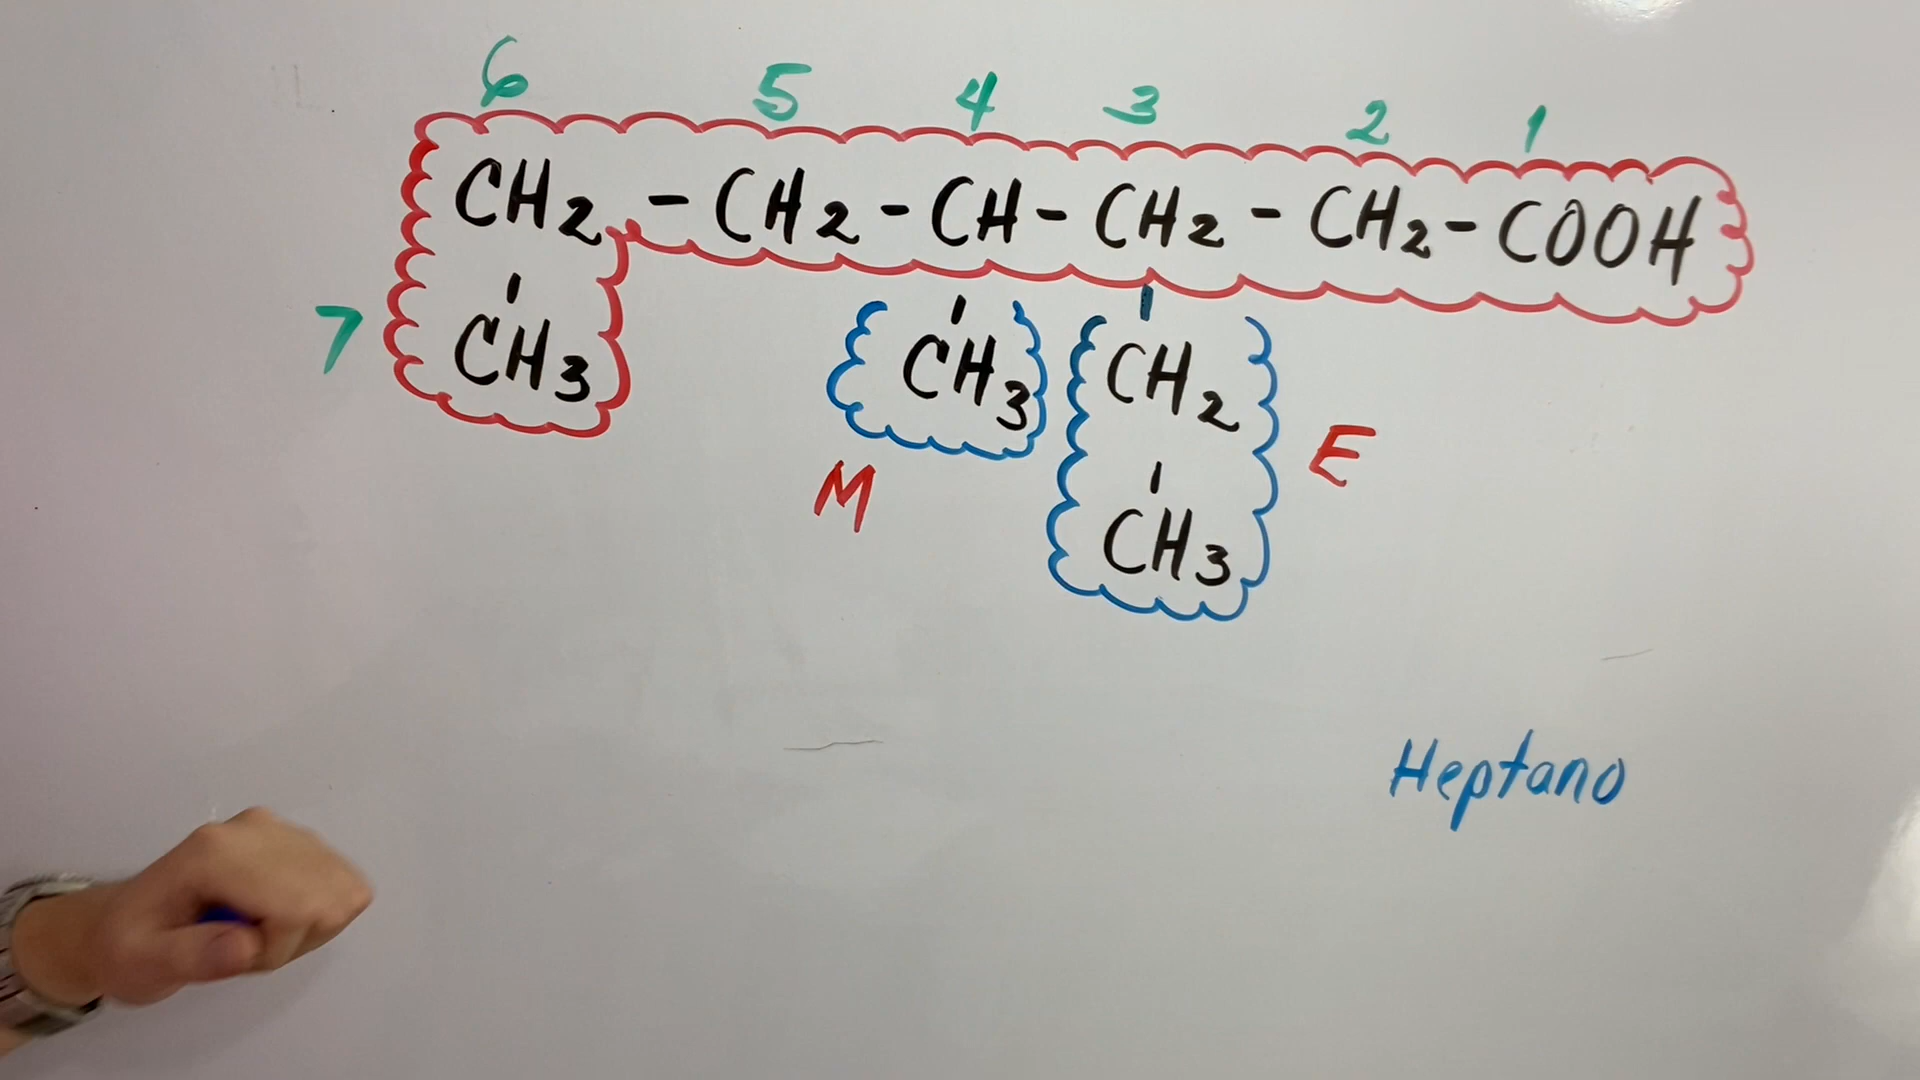 6 5 4 3 2 1
CH2 - CH2 - CH - CH2 - CH2 - COOH
7 CH3 CH3 CH2
M E
CH3
Heptano